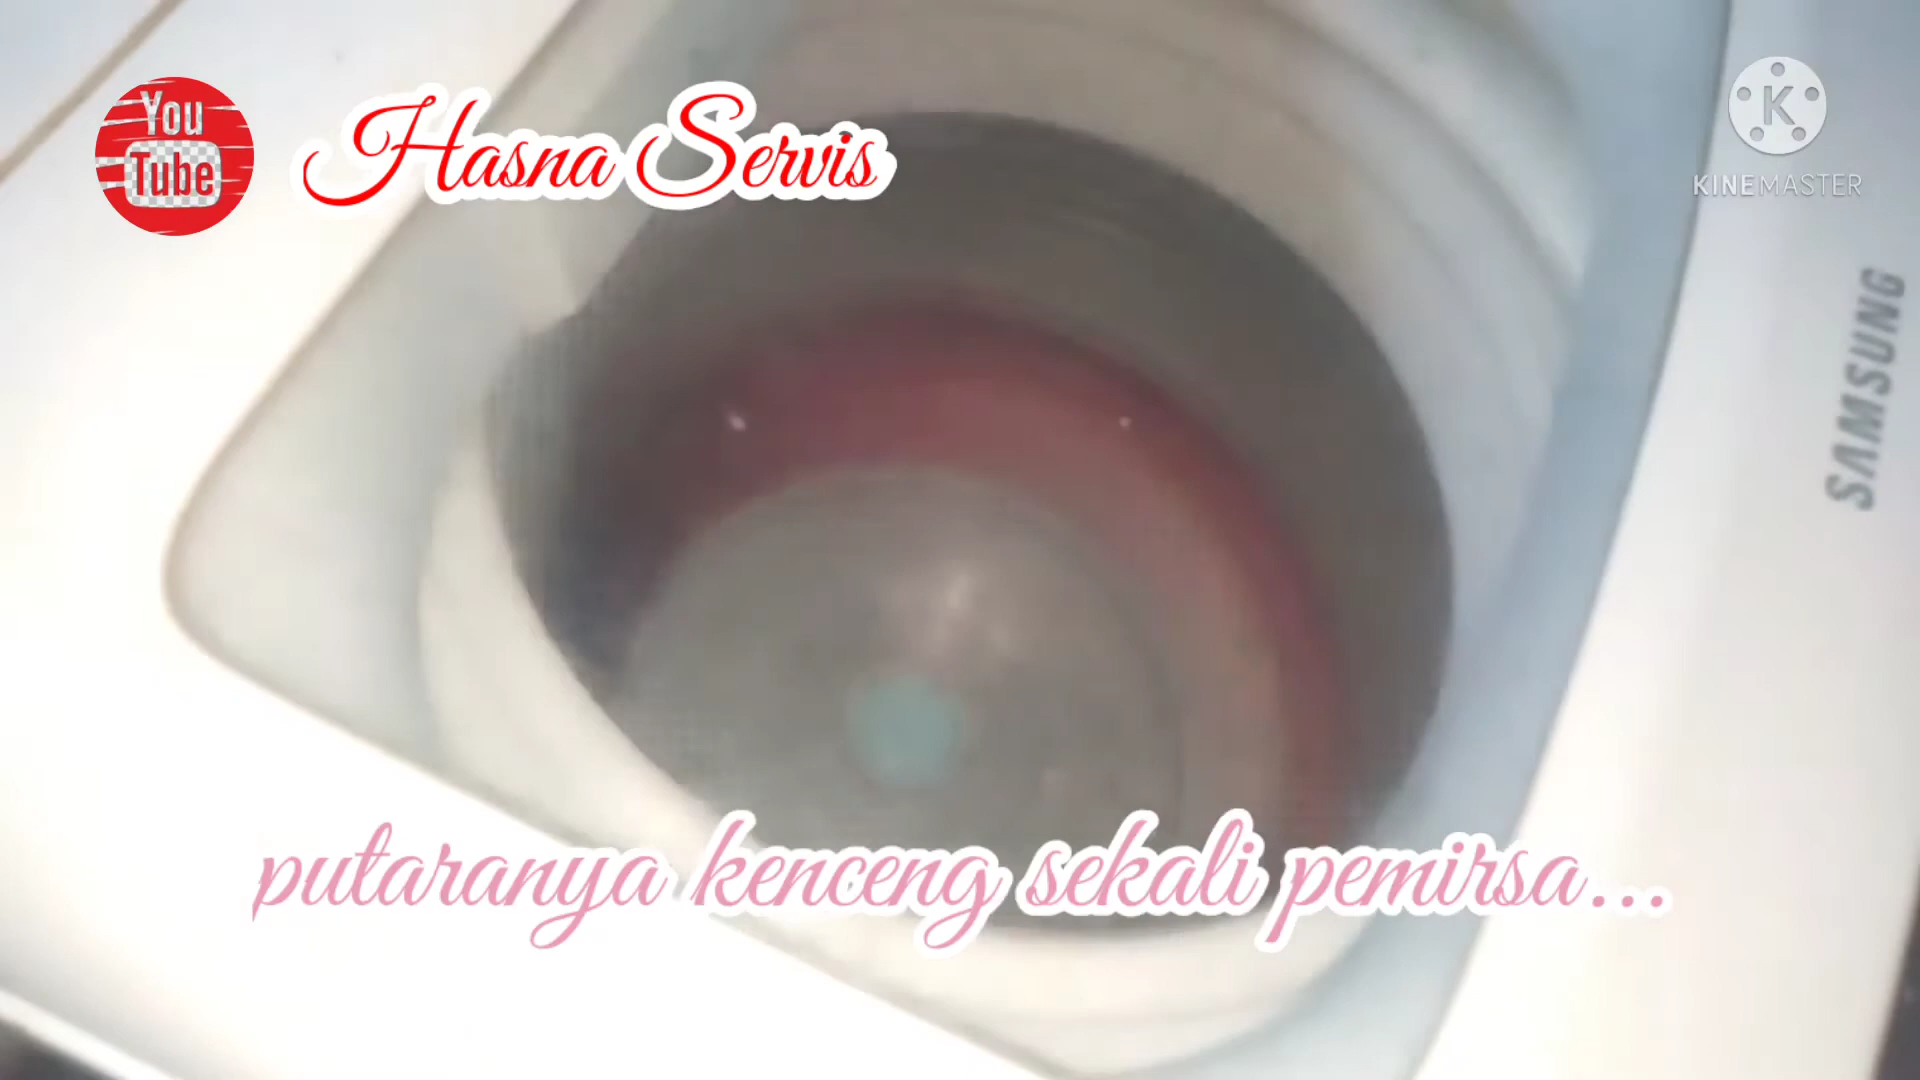 You
Tube
Hasna Servis
KINEMASTER
SAMSUNG
putaranya kenceng sekali pemirsa...